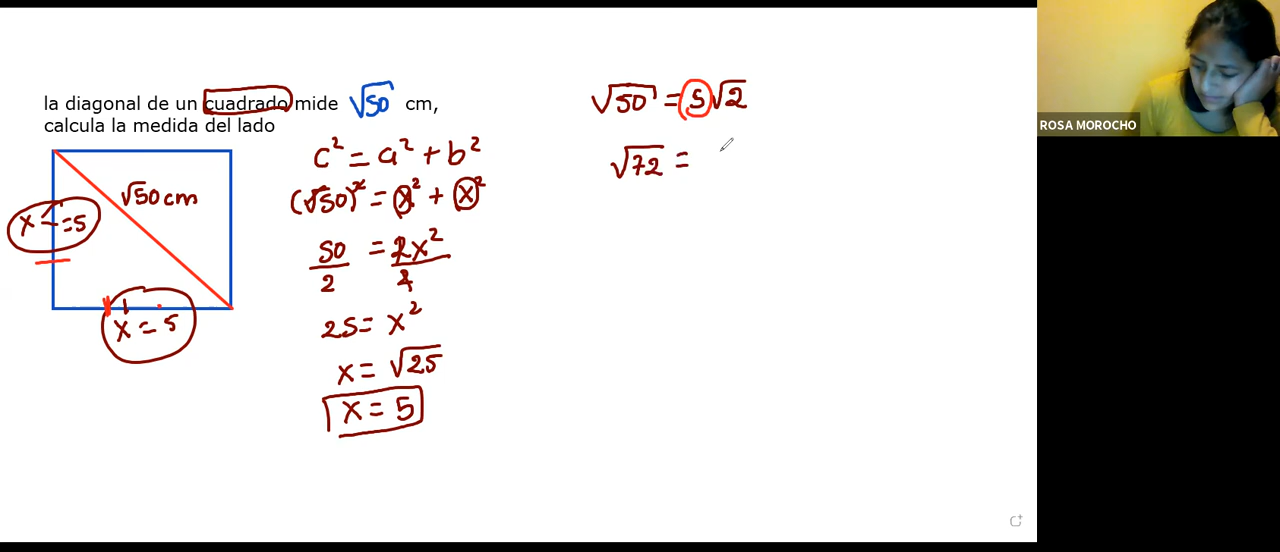 la diagonal de un cuadrado mide √50 cm,
calcula la medida del lado
√50 cm
x = 5
x = 5
c² = a² + b²
(√50)² = x² + x²
50/2 = 2x²/2
25 = x²
x = √25
x = 5
√50 = 5√2
√72 =
ROSA MOROCHO